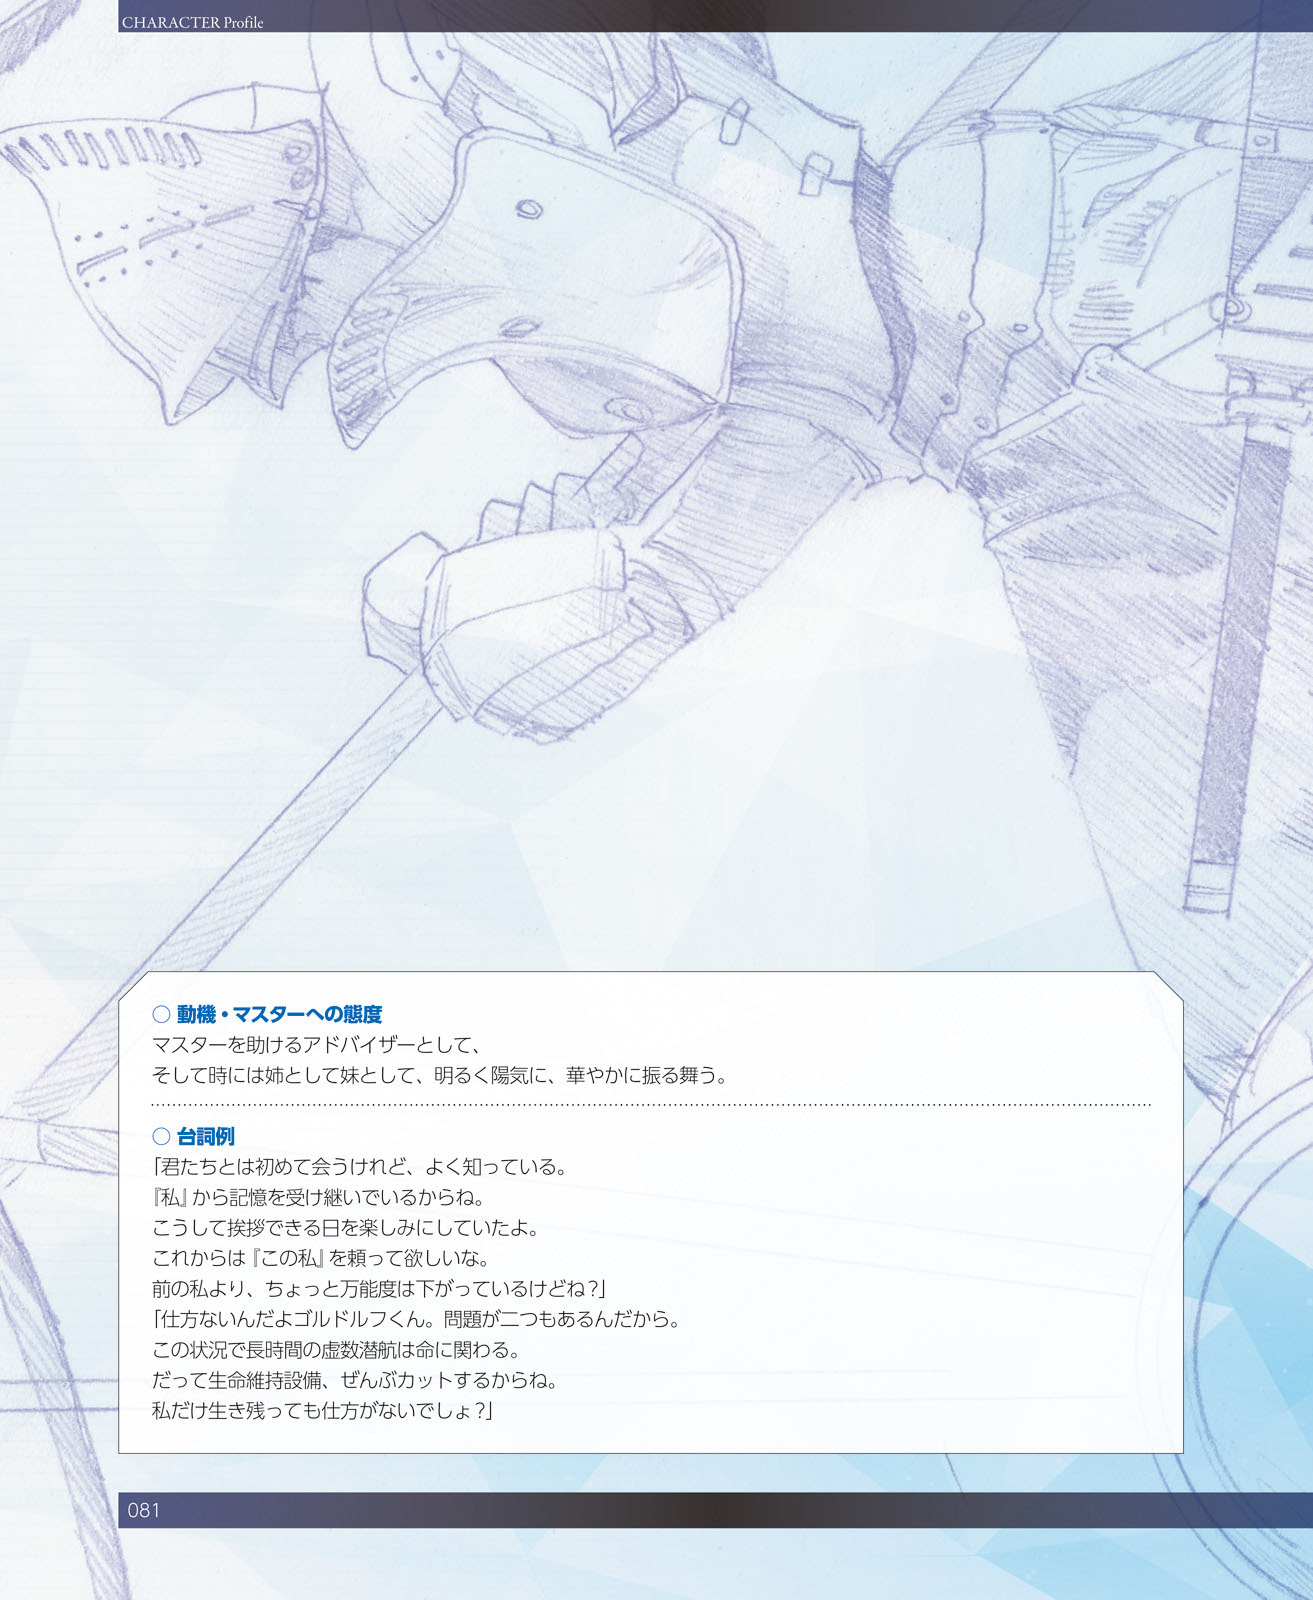 CHARACTER Profile
○ 動機・マスターへの態度
マスターを助けるアドバイザーとして、
そして時には姉として妹として、明るく陽気に、華やかに振る舞う。
○ 台詞例
「君たちとは初めて会うけれど、よく知っている。
『私』から記憶を受け継いでいるからね。
こうして挨拶できる日を楽しみにしていたよ。
これからは『この私』を頼って欲しいな。
前の私より、ちょっと万能度は下がっているけどね？」
「仕方ないんだよゴルドルフくん。問題が二つもあるんだから。
この状況で長時間の虚数潜航は命に関わる。
だって生命維持設備、ぜんぶカットするからね。
私だけ生き残っても仕方がないでしょ？」
081